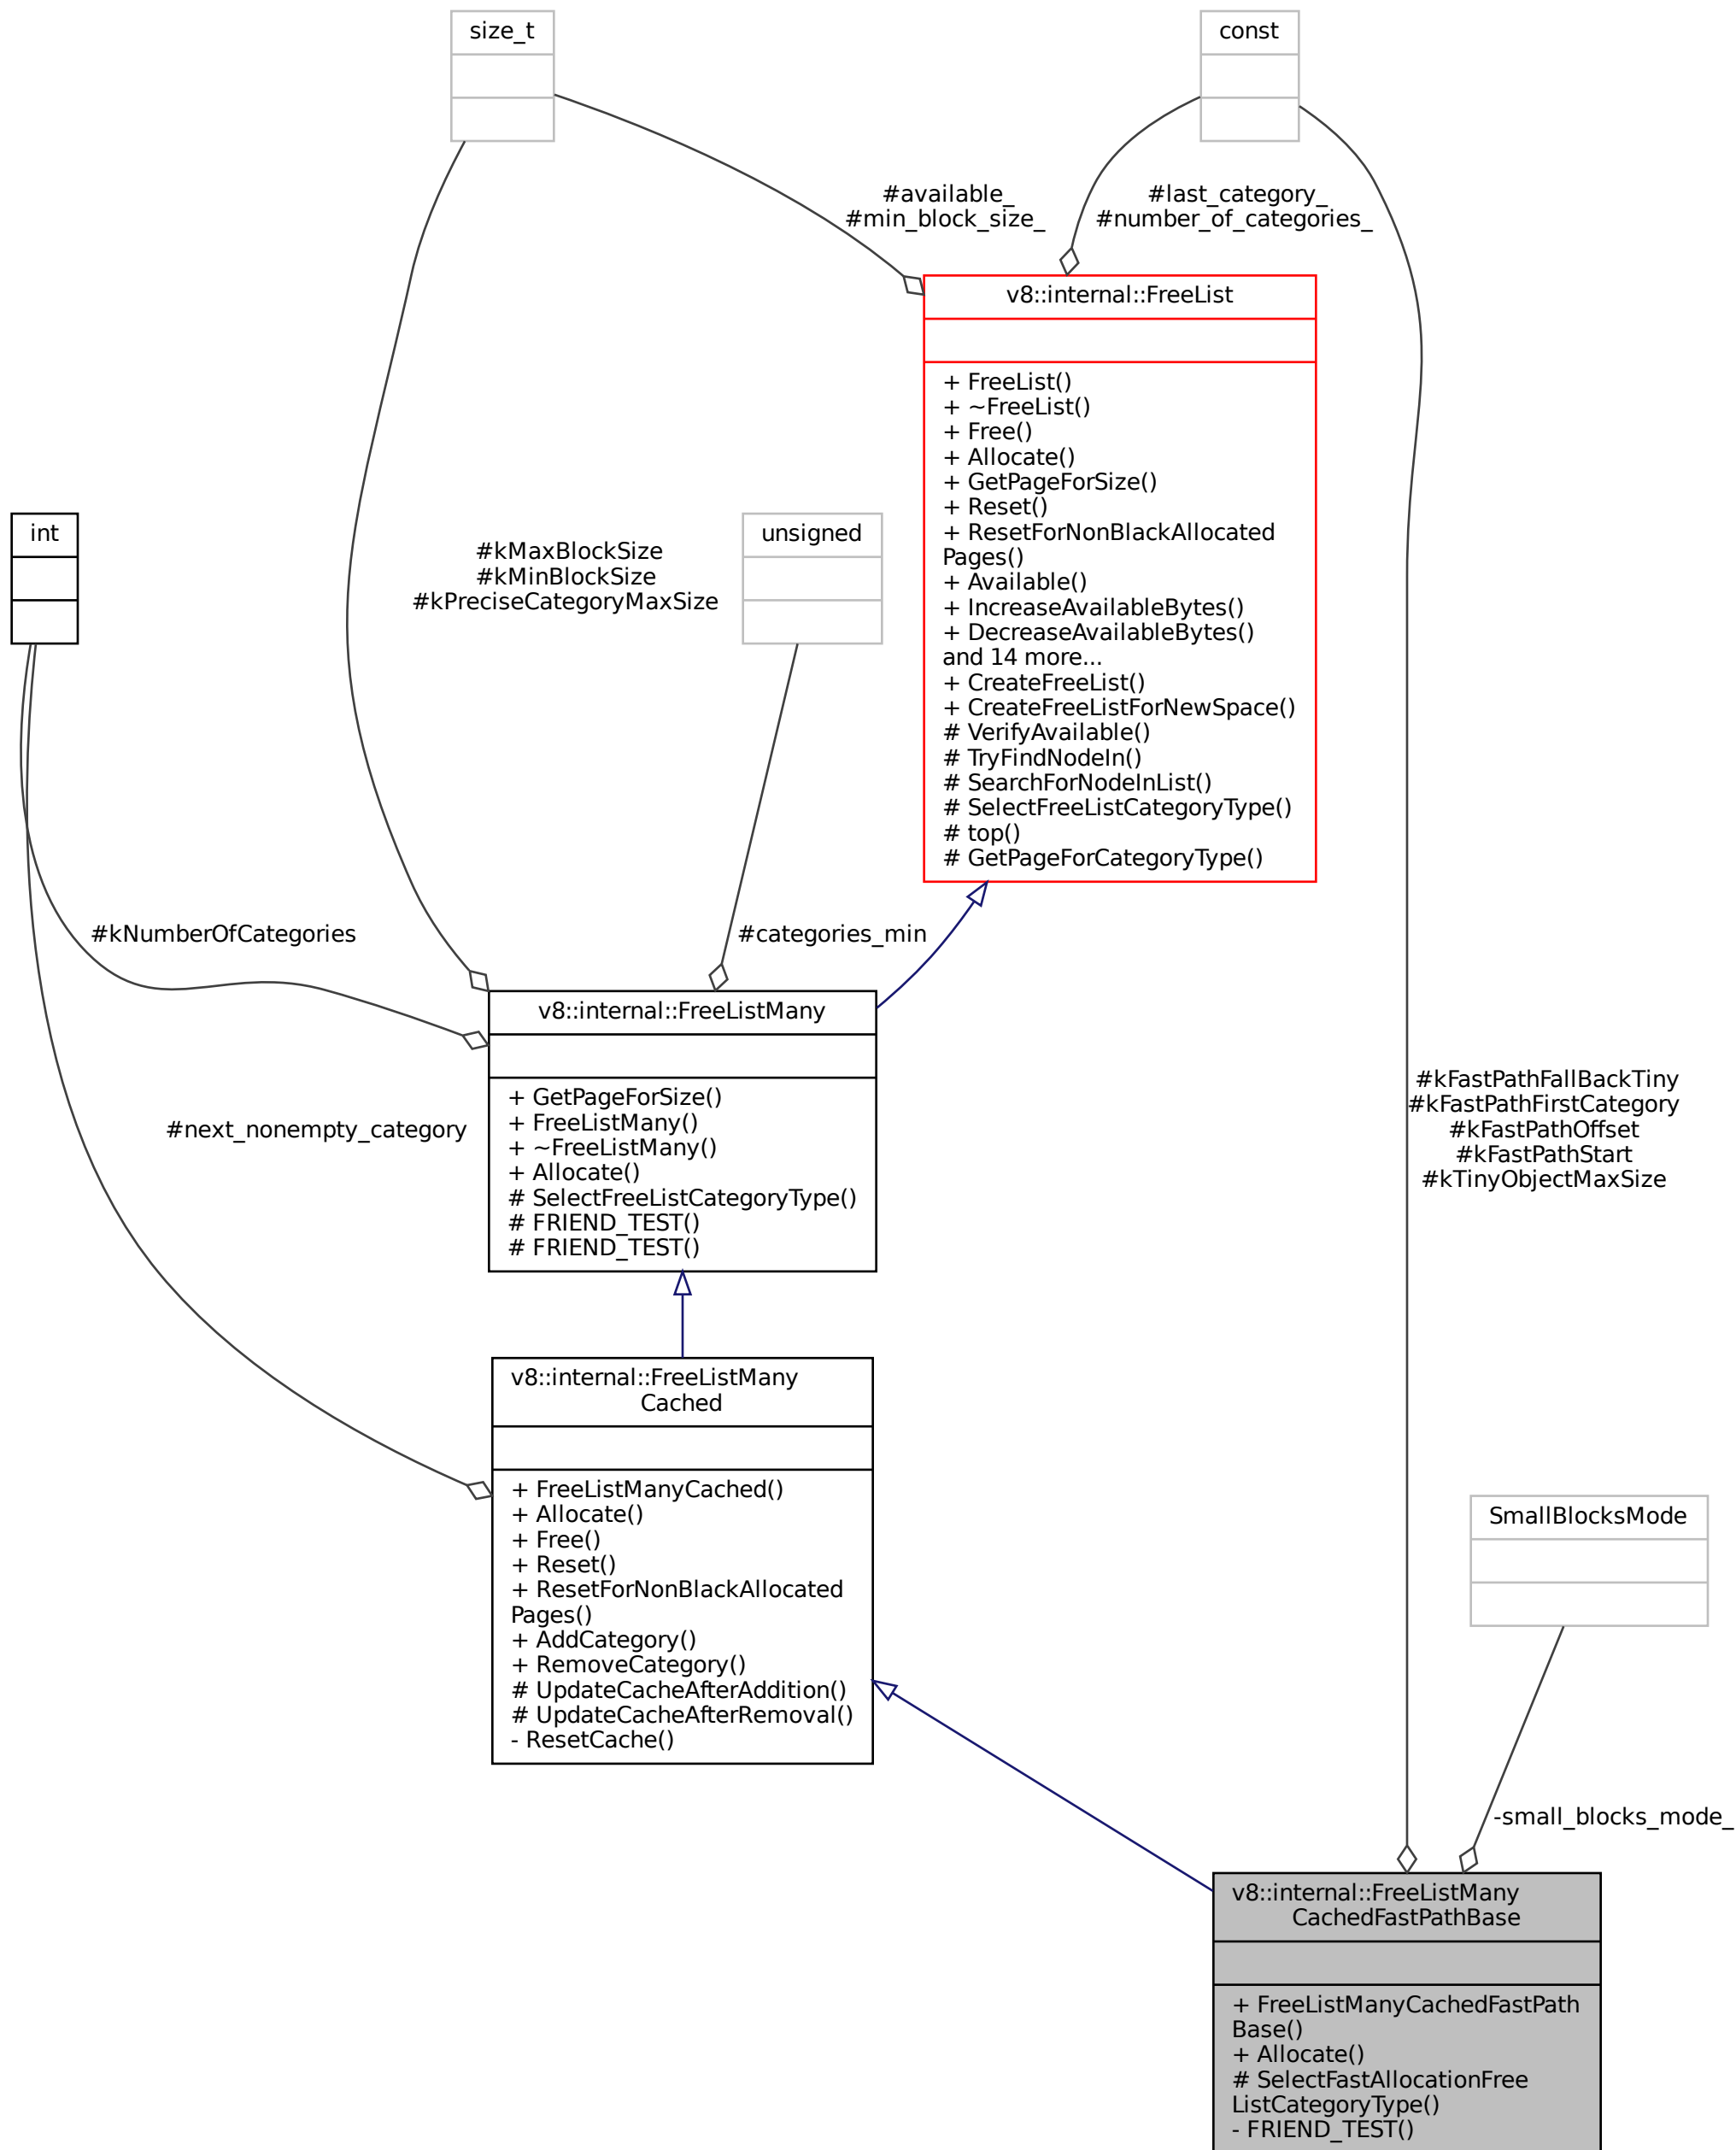 size_t
const
#available_
#min_block_size_
#last_category_
#number_of_categories_
v8::internal::FreeList
+ FreeList()
+ ~FreeList()
+ Free()
+ Allocate()
+ GetPageForSize()
+ Reset()
+ ResetForNonBlackAllocated
Pages()
+ Available()
+ IncreaseAvailableBytes()
+ DecreaseAvailableBytes()
and 14 more...
+ CreateFreeList()
+ CreateFreeListForNewSpace()
# VerifyAvailable()
# TryFindNodeIn()
# SearchForNodeInList()
# SelectFreeListCategoryType()
# top()
# GetPageForCategoryType()
int
#kMaxBlockSize
#kMinBlockSize
#kPreciseCategoryMaxSize
unsigned
#kNumberOfCategories
#categories_min
v8::internal::FreeListMany
+ GetPageForSize()
+ FreeListMany()
+ ~FreeListMany()
+ Allocate()
# SelectFreeListCategoryType()
# FRIEND_TEST()
# FRIEND_TEST()
#next_nonempty_category
#kFastPathFallBackTiny
#kFastPathFirstCategory
#kFastPathOffset
#kFastPathStart
#kTinyObjectMaxSize
v8::internal::FreeListMany
Cached
+ FreeListManyCached()
+ Allocate()
+ Free()
+ Reset()
+ ResetForNonBlackAllocated
Pages()
+ AddCategory()
+ RemoveCategory()
# UpdateCacheAfterAddition()
# UpdateCacheAfterRemoval()
- ResetCache()
SmallBlocksMode
-small_blocks_mode_
v8::internal::FreeListMany
CachedFastPathBase
+ FreeListManyCachedFastPath
Base()
+ Allocate()
# SelectFastAllocationFree
ListCategoryType()
- FRIEND_TEST()